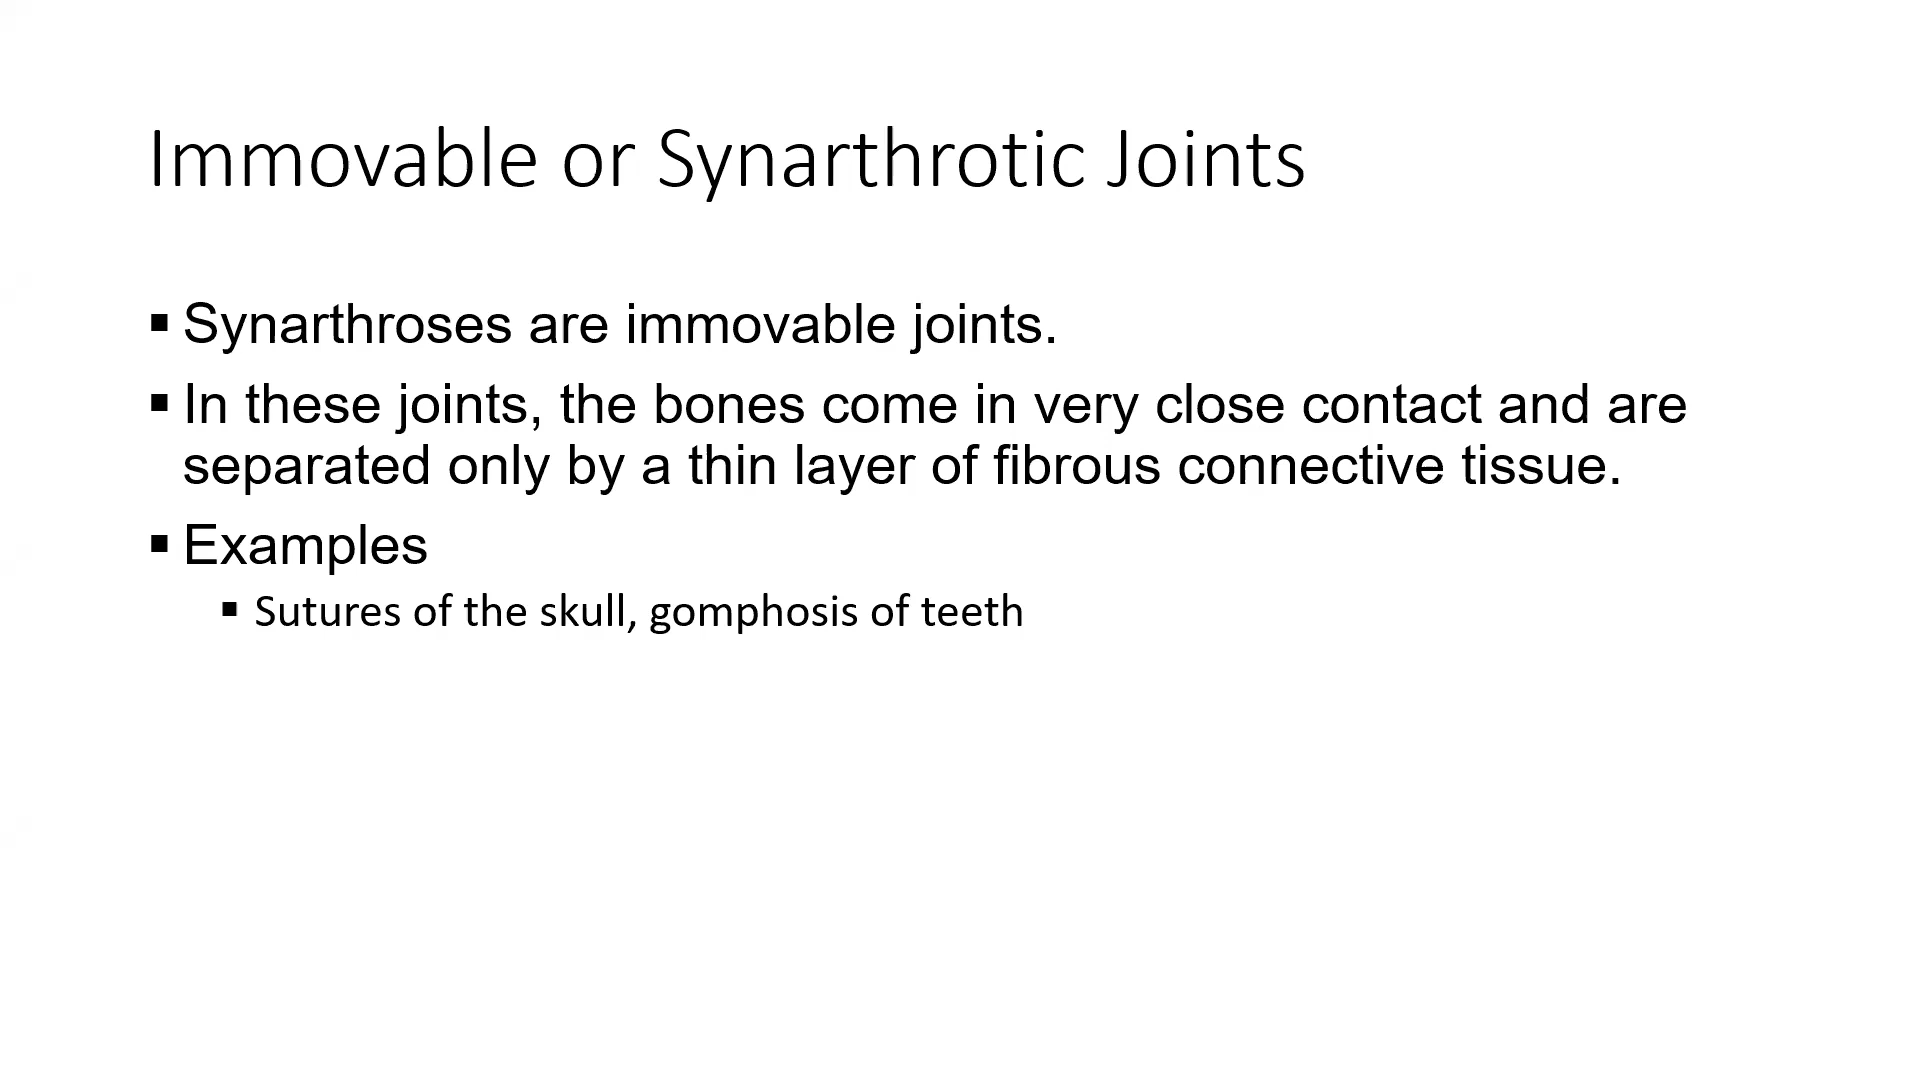 Immovable or Synarthrotic Joints
▪ Synarthroses are immovable joints.
▪ In these joints, the bones come in very close contact and are
separated only by a thin layer of fibrous connective tissue.
▪ Examples
▪ Sutures of the skull, gomphosis of teeth